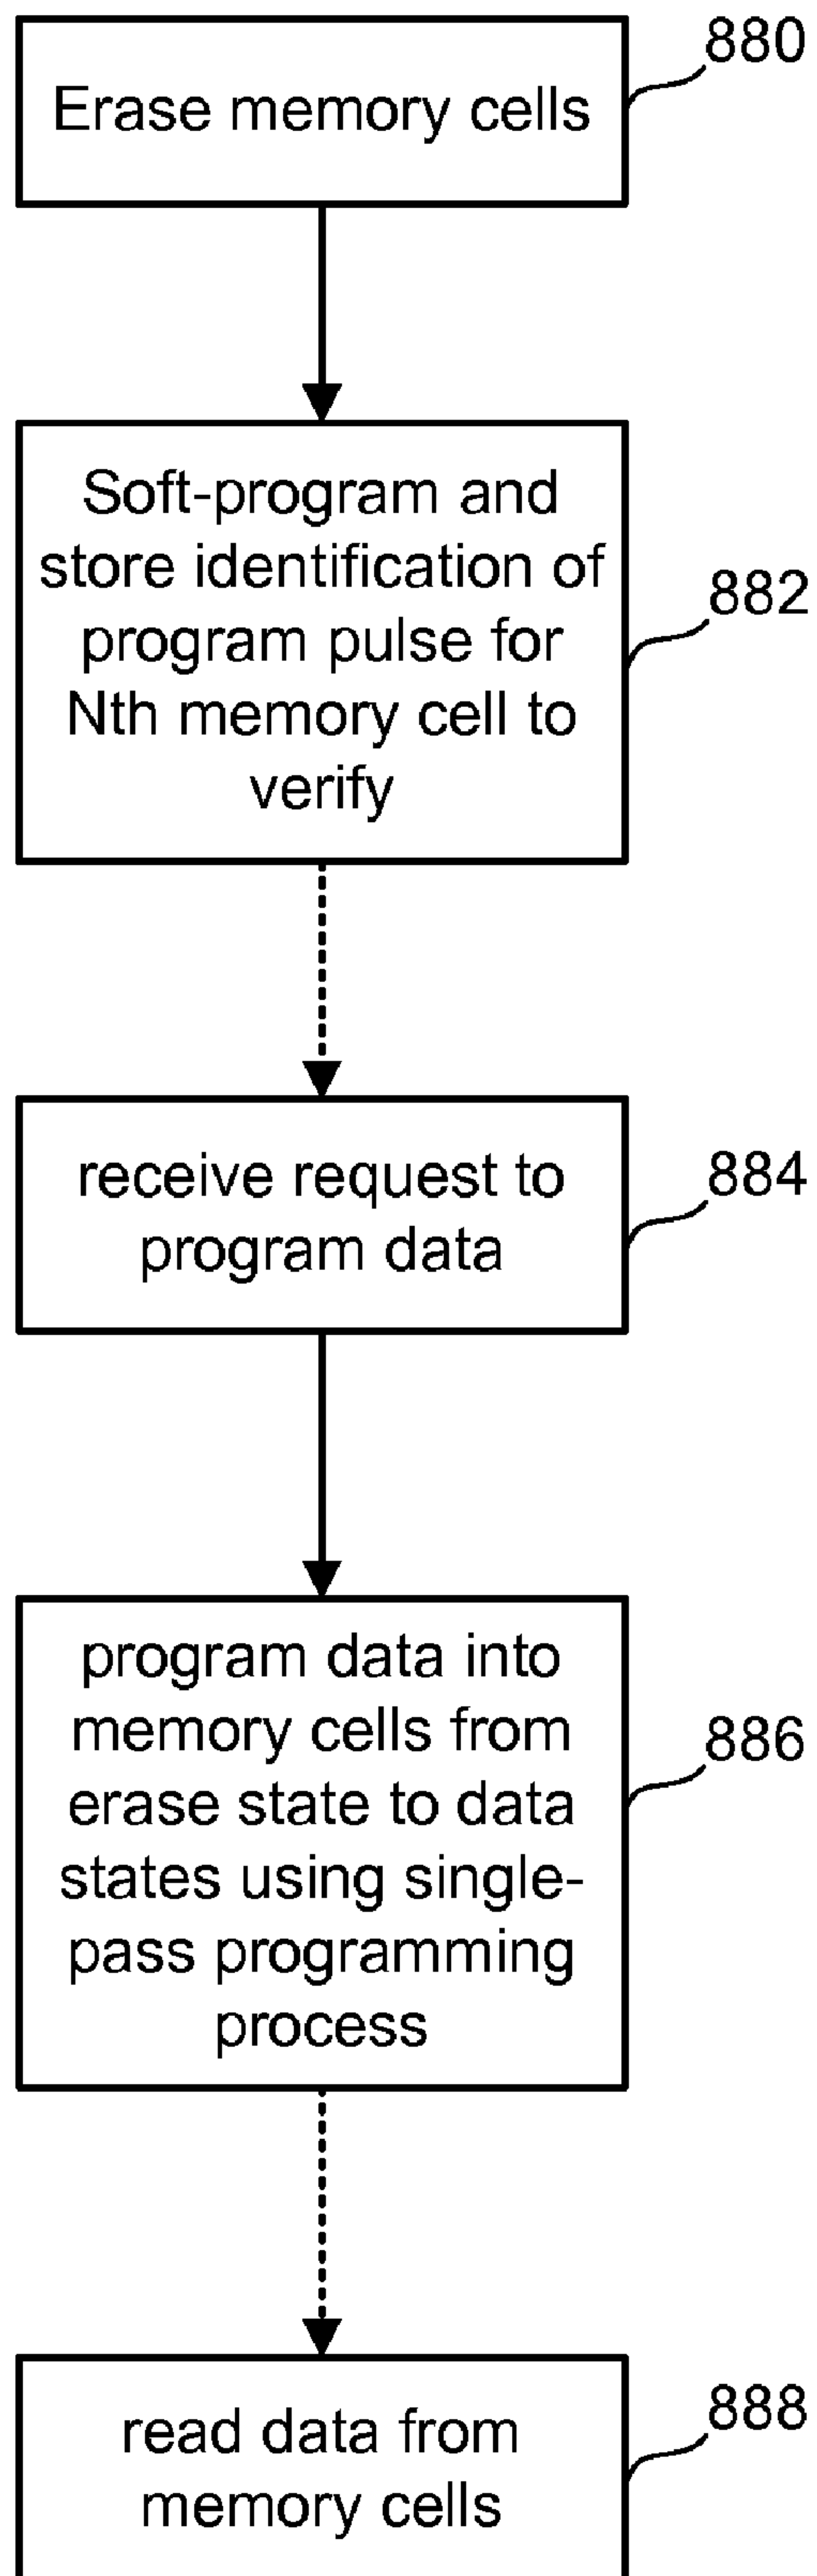 880
Erase memory cells
Soft-program and
store identification of
program pulse for
Nth memory cell to
verify
882
receive request to
program data
884
program data into
memory cells from
erase state to data
states using single-
pass programming
process
886
read data from
memory cells
888